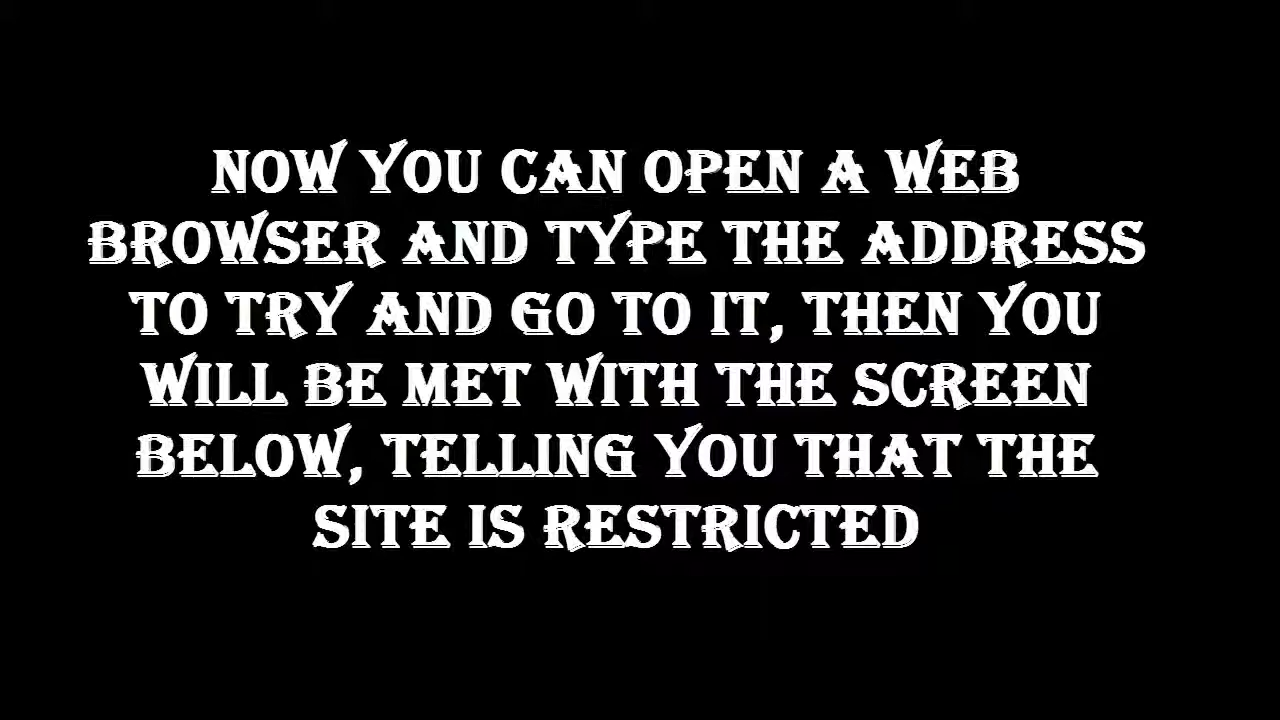 NOW YOU CAN OPEN A WEB
BROWSER AND TYPE THE ADDRESS
TO TRY AND GO TO IT, THEN YOU
WILL BE MET WITH THE SCREEN
BELOW, TELLING YOU THAT THE
SITE IS RESTRICTED